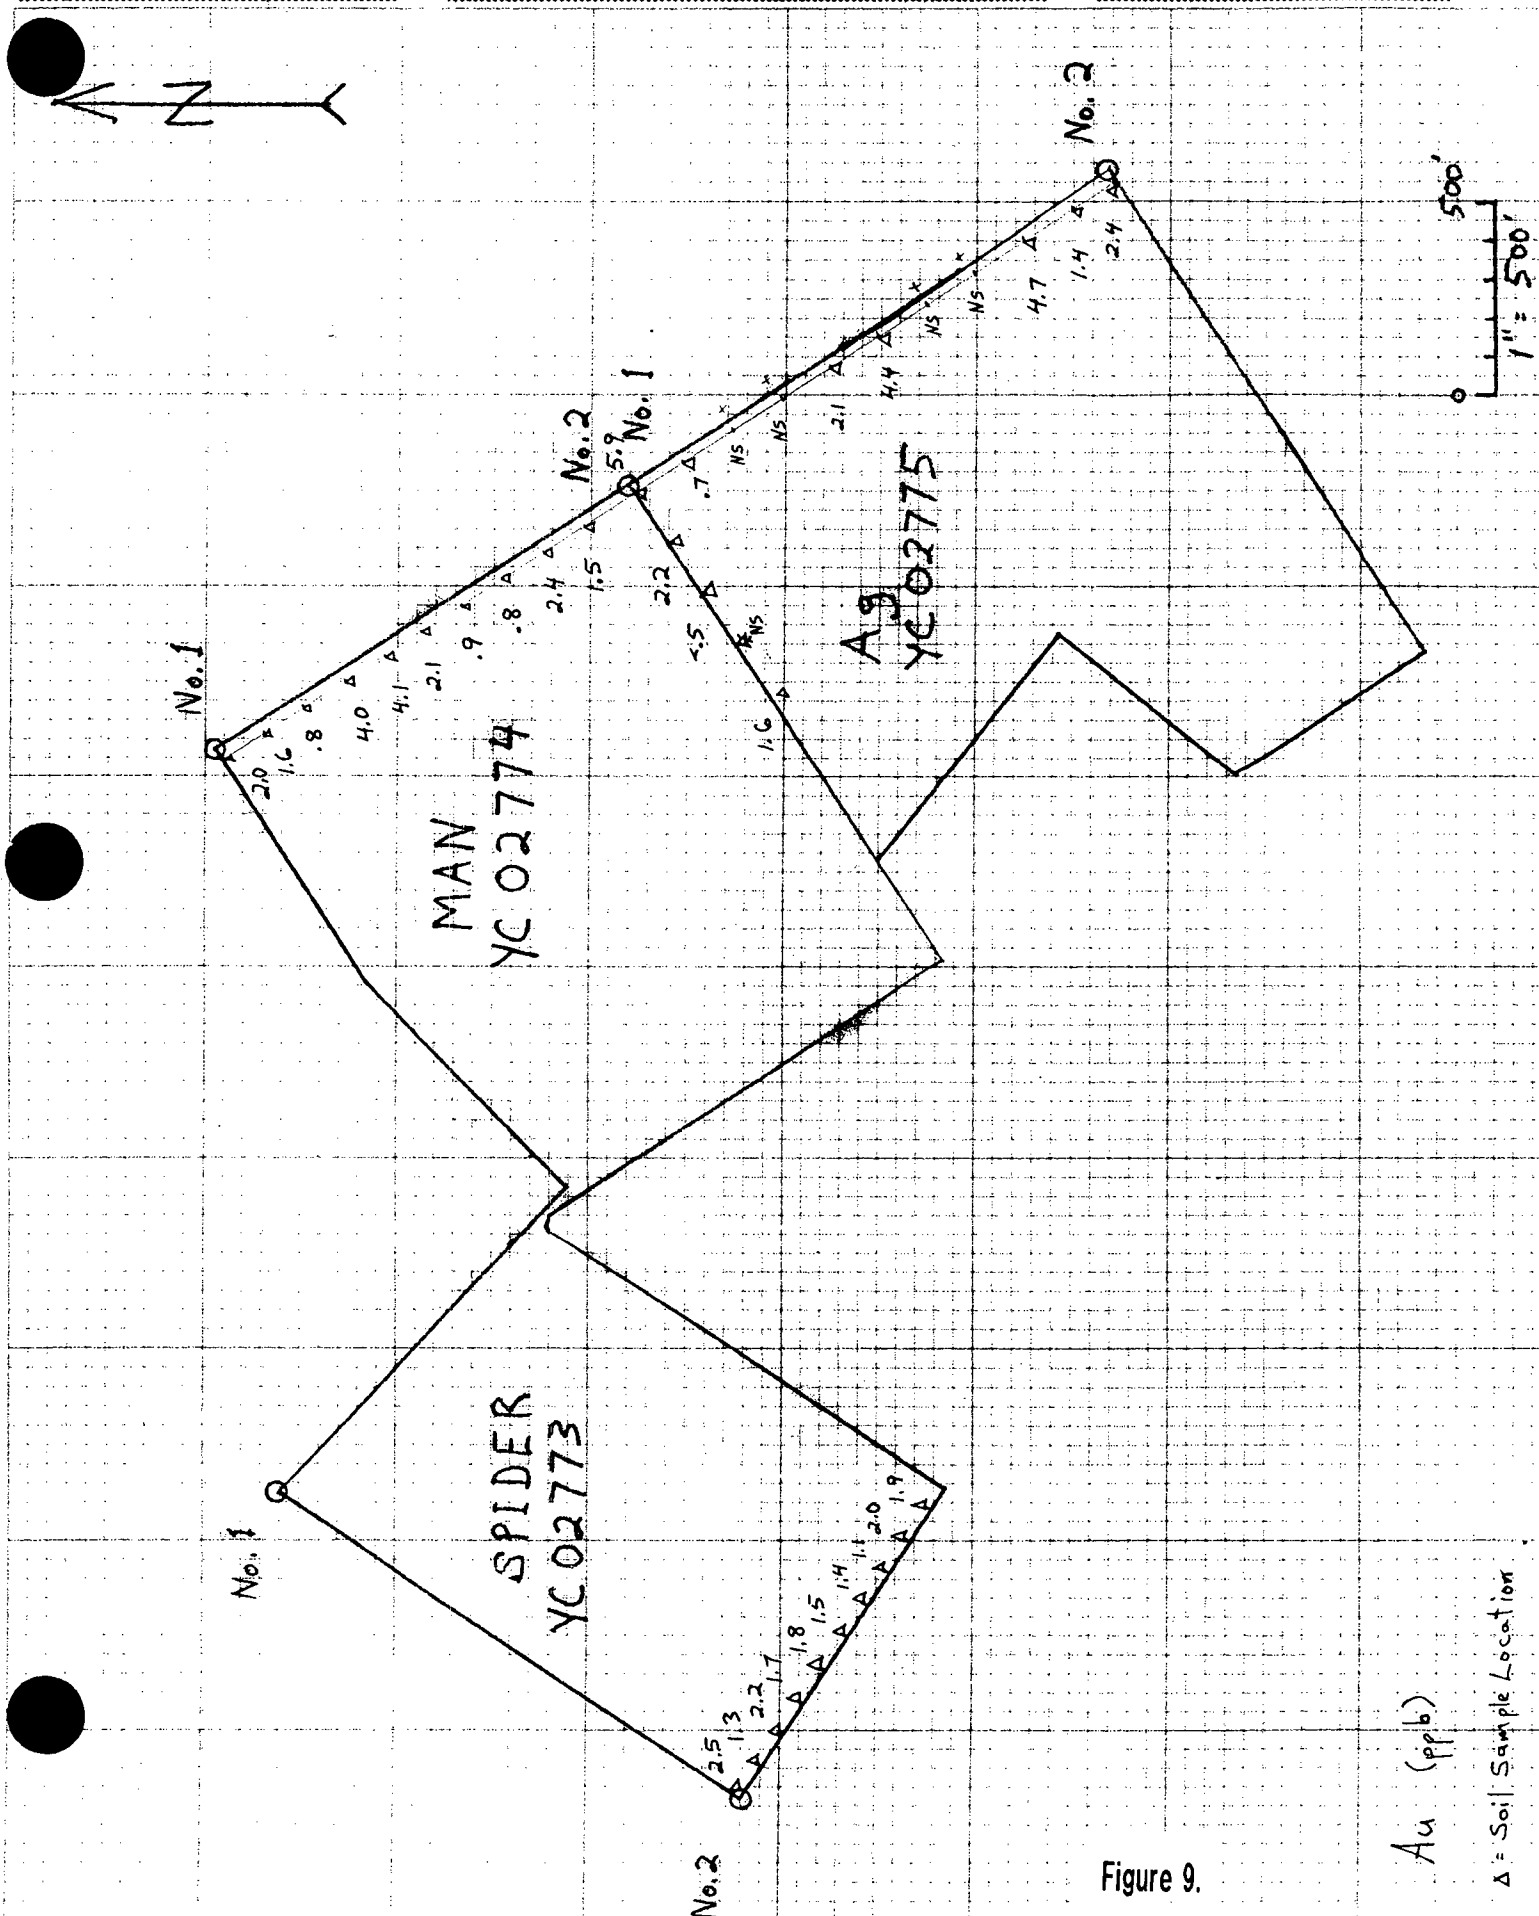 N
No. 1
2.0
1.6
.8
4.0
4.1
2.1
.9
.8
2.4
1.5
No. 2
5.9
No. 1
MAN
YC 02774
2.2
<.5
NS
1.6
.7
NS
NS
2.1
4.4
NS
NS
4.7
1.4
2.4
No. 2
Ag
YC 02775
No. 1
SPIDER
YC 02773
No. 2
2.5
1.3
2.2
1.7
1.8
1.5
1.4
1.1
2.0
1.9
0
500'
1" = 500'
Au (ppb)
Δ = Soil Sample Location
Figure 9.